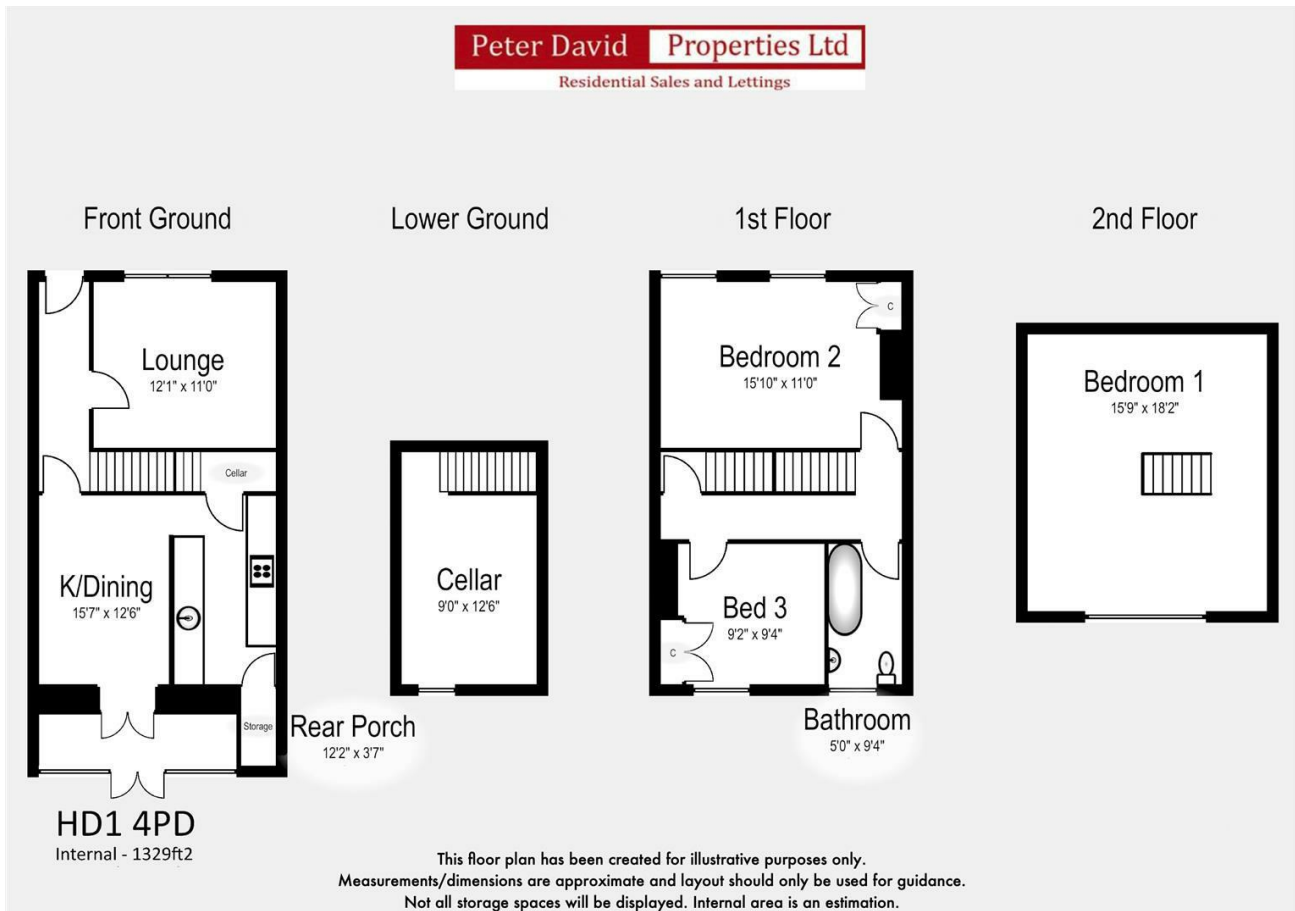 Peter David Properties Ltd
Residential Sales and Lettings
Front Ground
Lower Ground
1st Floor
2nd Floor
Lounge
12'1" x 11'0"
Cellar
K/Dining
15'7" x 12'6"
Storage
Rear Porch
12'2" x 3'7"
Cellar
9'0" x 12'6"
Bedroom 2
15'10" x 11'0"
C
Bed 3
9'2" x 9'4"
C
Bathroom
5'0" x 9'4"
Bedroom 1
15'9" x 18'2"
HD1 4PD
Internal - 1329ft2
This floor plan has been created for illustrative purposes only.
Measurements/dimensions are approximate and layout should only be used for guidance.
Not all storage spaces will be displayed. Internal area is an estimation.